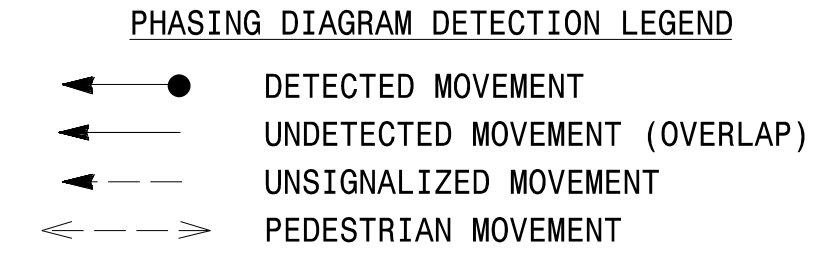 PHASING DIAGRAM DETECTION LEGEND
DETECTED MOVEMENT
UNDETECTED MOVEMENT (OVERLAP)
UNSIGNALIZED MOVEMENT
PEDESTRIAN MOVEMENT